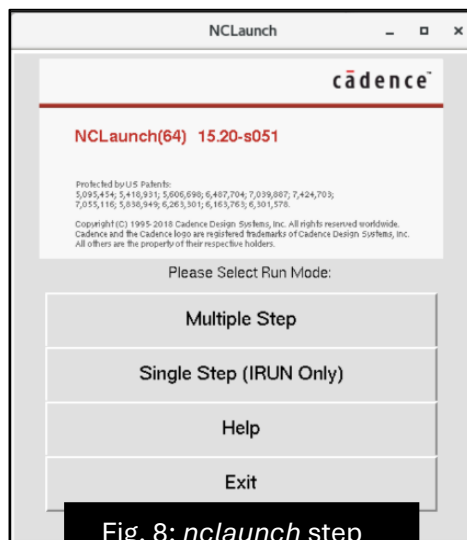 NCLaunch
cādence
NCLaunch(64) 15.20-s051
Protected by US Patents:
5,095,454; 5,418,931; 5,606,698; 6,487,704; 7,039,887; 7,424,703;
7,055,116; 5,838,949; 6,263,301; 6,163,763; 6,301,578.
Copyright (C) 1995-2018 Cadence Design Systems, Inc. All rights reserved worldwide.
Cadence and the Cadence logo are registered trademarks of Cadence Design Systems, Inc.
All others are the property of their respective holders.
Please Select Run Mode:
Multiple Step
Single Step (IRUN Only)
Help
Exit
Fig. 8: nclaunch step